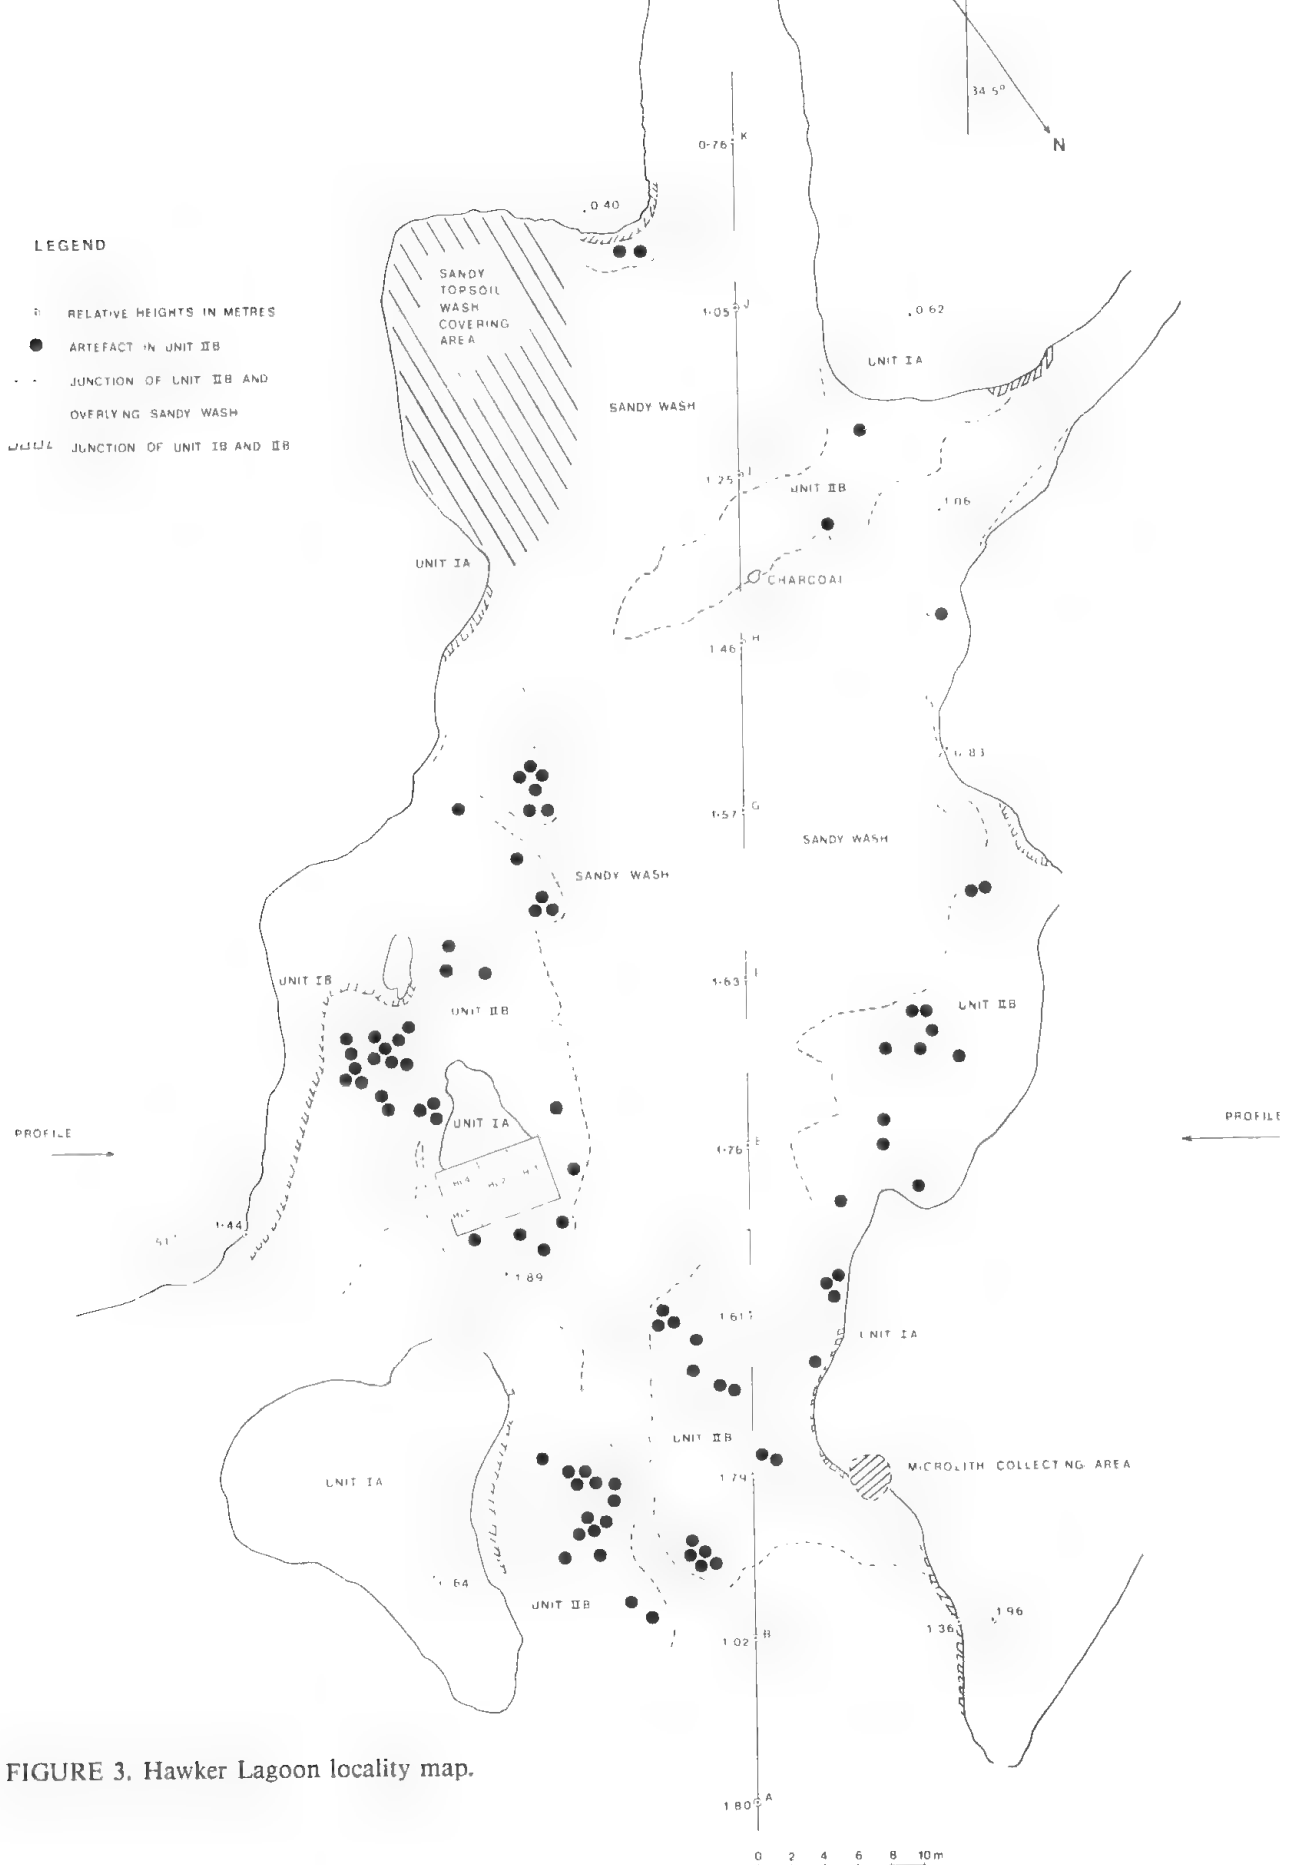 34.5°
N
K
0·76
.0 40
LEGEND
RELATIVE HEIGHTS IN METRES
ARTEFACT IN UNIT IIB
JUNCTION OF UNIT IIB AND
OVERLYING SANDY WASH
JUNCTION OF UNIT IB AND IIB
SANDY
TOPSOIL
WASH
COVERING
AREA
J
1·05
.0 62
UNIT IA
SANDY WASH
I
1·25
UNIT IIB
1.06
UNIT IA
CHARCOAL
H
1·46
G
1·57
SANDY WASH
SANDY WASH
UNIT IB
1·63
UNIT IIB
UNIT IIB
PROFILE
UNIT IA
PROFILE
E
1·76
1·44
1·89
1·61
UNIT IA
UNIT IIB
MICROLITH COLLECTING AREA
1·79
UNIT IA
UNIT IIB
1 96
1 36
B
1 02
FIGURE 3. Hawker Lagoon locality map.
A
1 80
0 2 4 6 8 10m